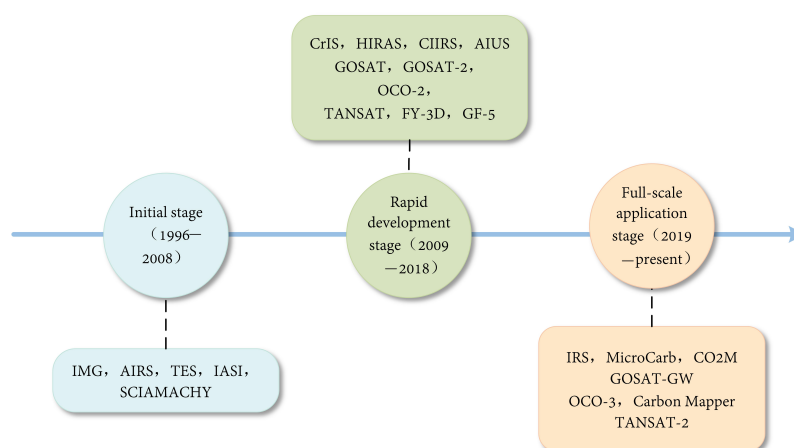 CrIS，HIRAS，CIIRS，AIUS
GOSAT，GOSAT-2，
OCO-2，
TANSAT，FY-3D，GF-5
Initial stage
（1996—
2008）
Rapid
development
stage（2009
—2018）
Full-scale
application
stage（2019
—present）
IMG，AIRS，TES，IASI，
SCIAMACHY
IRS，MicroCarb，CO2M
GOSAT-GW
OCO-3，Carbon Mapper
TANSAT-2